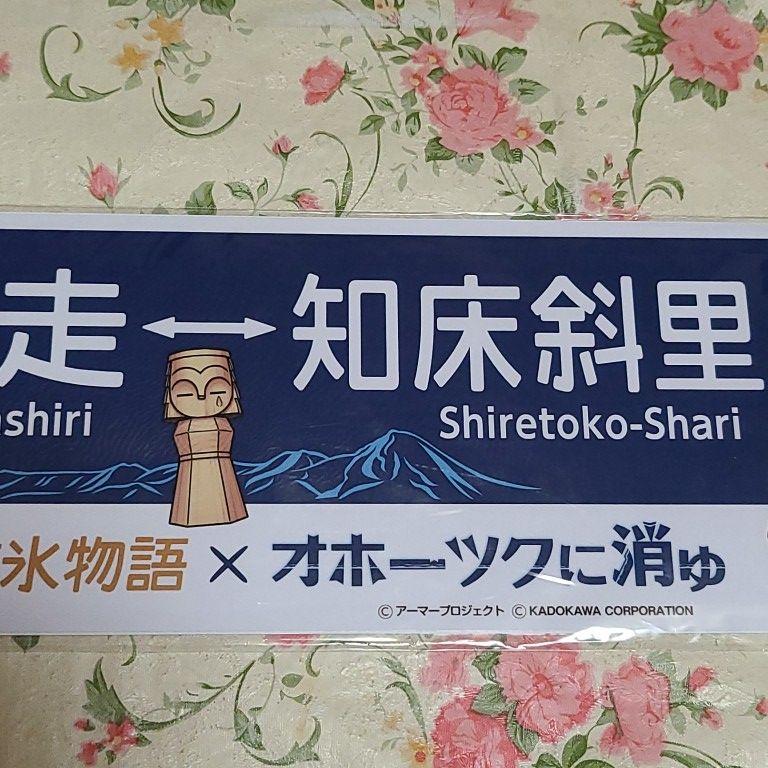 走↔知床斜里
shiri Shiretoko-Shari
氷物語×オホーツクに消ゆ
©アーマープロジェクト ©KADOKAWA CORPORATION